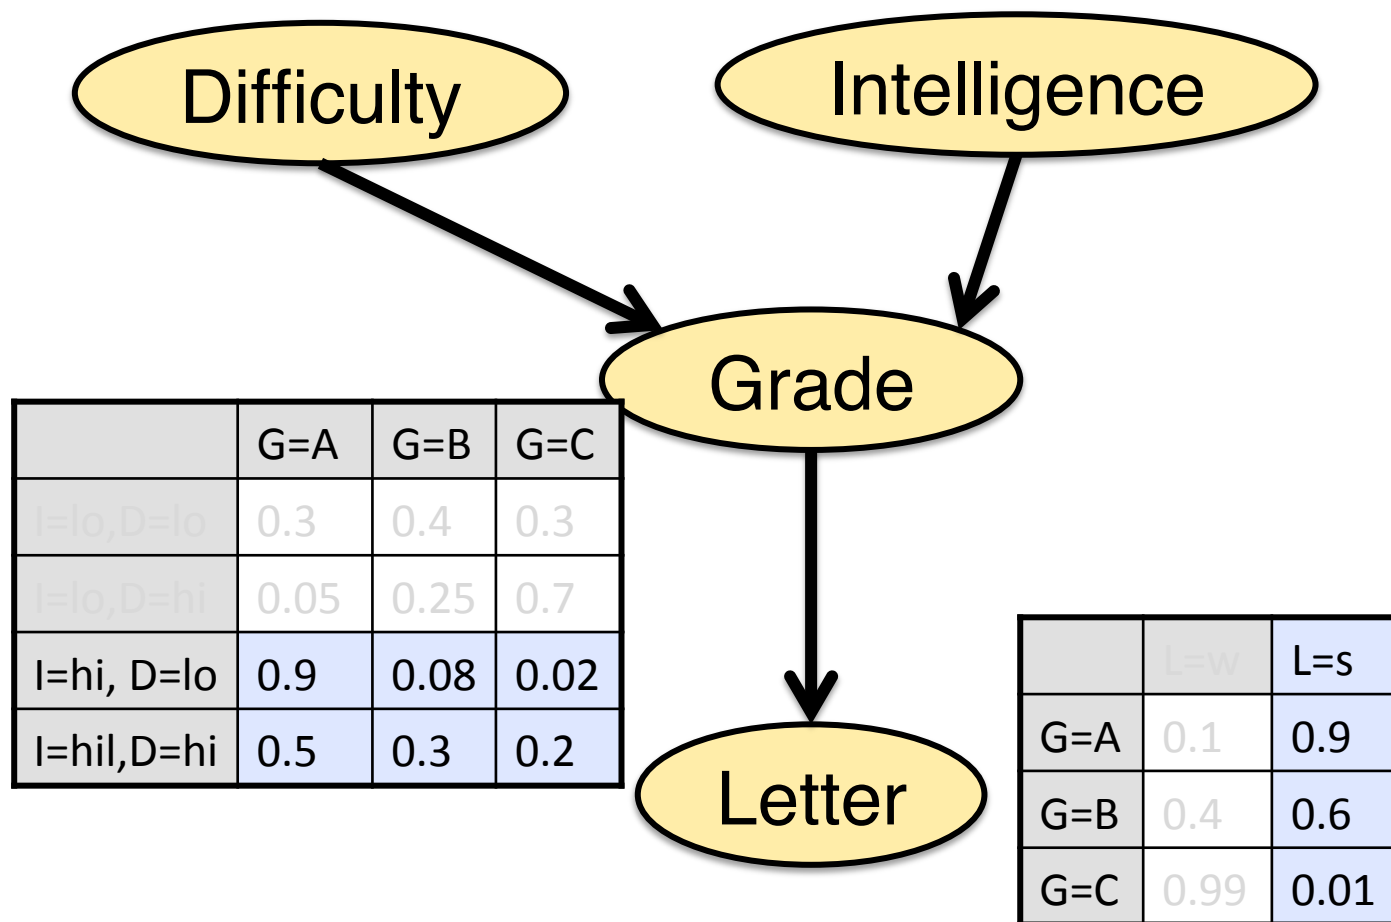 Difficulty
Intelligence
Grade
G=A G=B G=C
I=lo,D=lo 0.3 0.4 0.3
I=lo,D=hi 0.05 0.25 0.7
I=hi, D=lo 0.9 0.08 0.02
I=hil,D=hi 0.5 0.3 0.2
Letter
L=w L=s
G=A 0.1 0.9
G=B 0.4 0.6
G=C 0.99 0.01